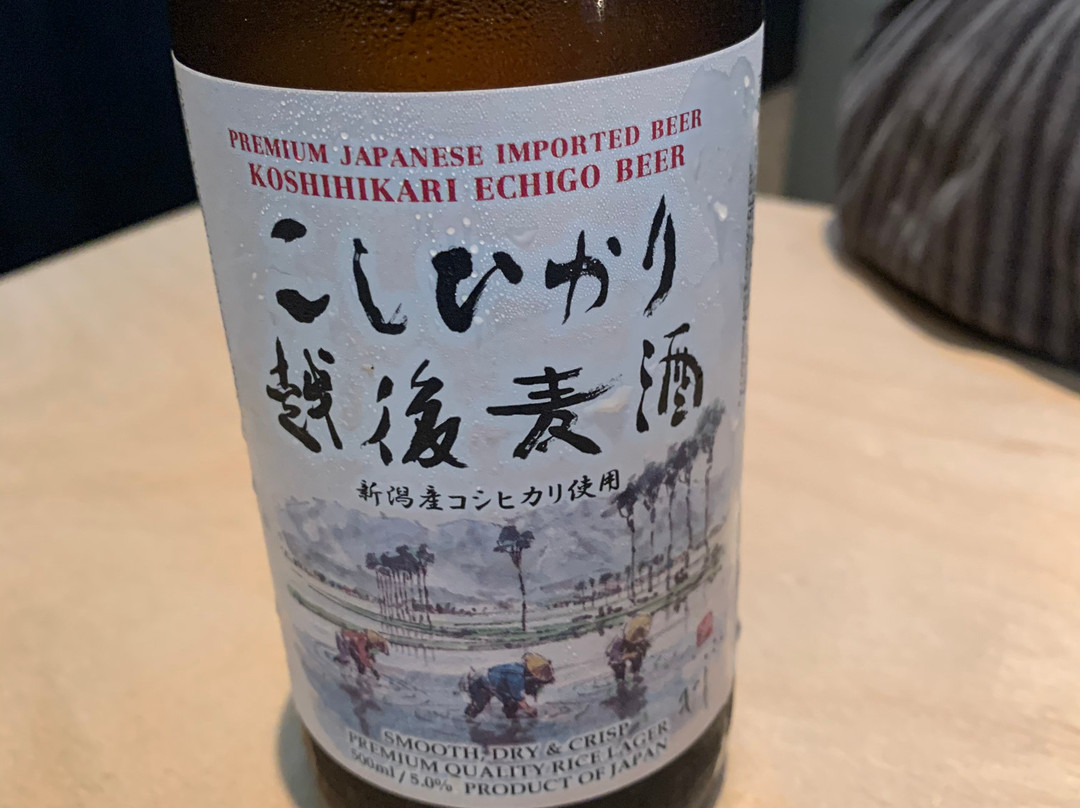 PREMIUM JAPANESE IMPORTED BEER
KOSHIHIKARI ECHIGO BEER
こしひかり
越後麦酒
新潟産コシヒカリ使用
SMOOTH, DRY & CRISP
PREMIUM QUALITY RICE LAGER
500ml / 5.0% PRODUCT OF JAPAN